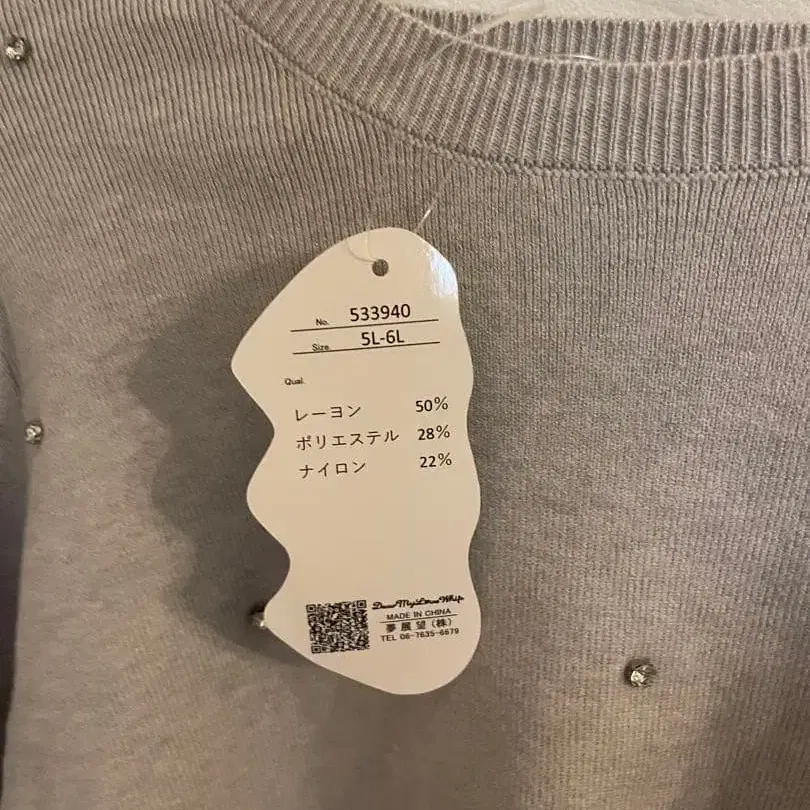 No. 533940
Size. 5L-6L
Qual.
レーヨン 50%
ポリエステル 28%
ナイロン 22%
DearMyLoveWhip
MADE IN CHINA
夢展望(株)
TEL 06-7635-6679